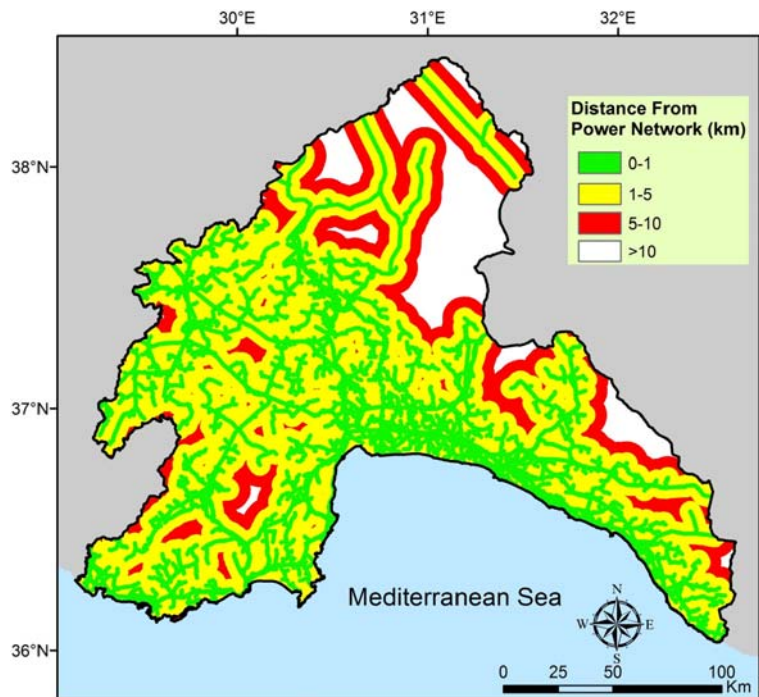 30°E 31°E 32°E
Distance From
Power Network (km)
0-1
1-5
5-10
>10
38°N
37°N
36°N
Mediterranean Sea
N
W E
S
0 25 50 100
Km